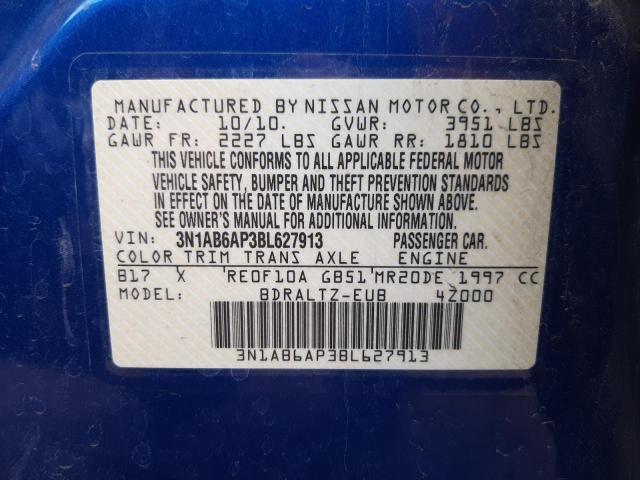 MANUFACTURED BY NISSAN MOTOR CO., LTD.
DATE: 10/10. GVWR: 3951 LBS
GAWR FR: 2227 LBS GAWR RR: 1810 LBS
THIS VEHICLE CONFORMS TO ALL APPLICABLE FEDERAL MOTOR
VEHICLE SAFETY, BUMPER AND THEFT PREVENTION STANDARDS
IN EFFECT ON THE DATE OF MANUFACTURE SHOWN ABOVE.
SEE OWNER'S MANUAL FOR ADDITIONAL INFORMATION.
VIN: 3N1AB6AP3BL627913 PASSENGER CAR.
COLOR TRIM TRANS AXLE ENGINE
B17 X RE0F10A GB51 MR20DE 1997 CC
MODEL: BDRALTZ-EUB 4Z000
3N1AB6AP3BL627913